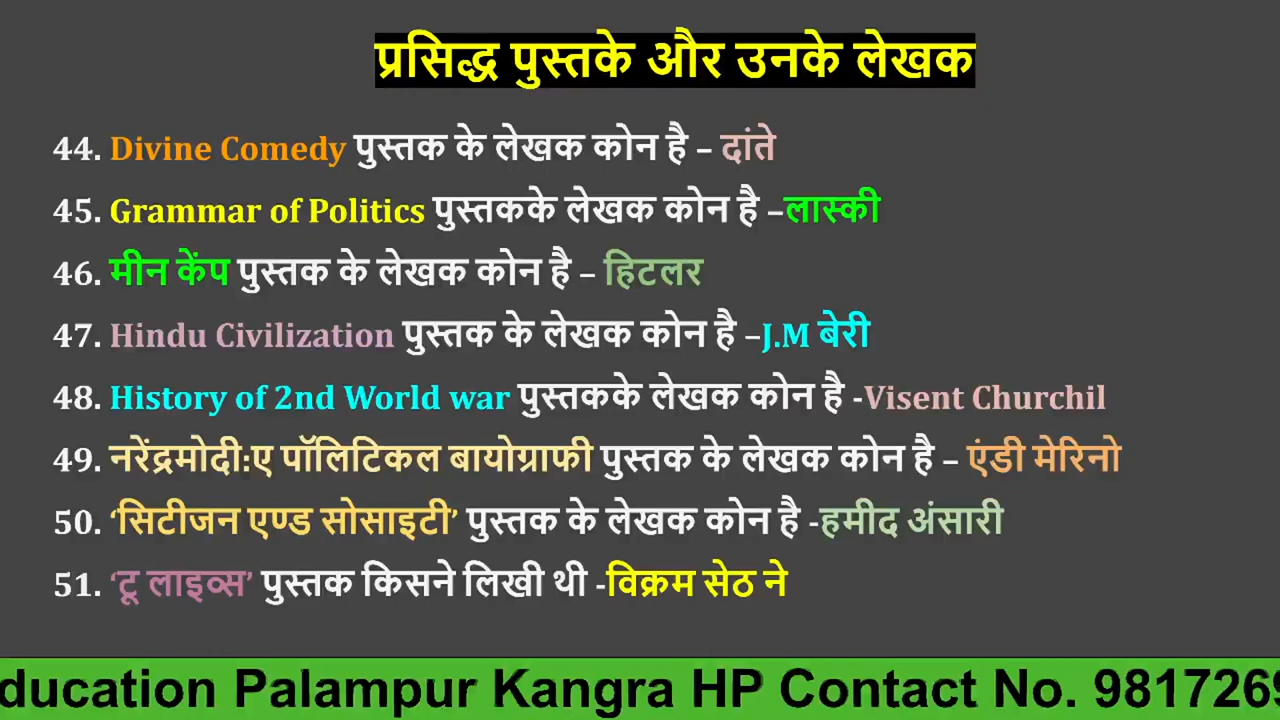 प्रसिद्ध पुस्तके और उनके लेखक
44. Divine Comedy पुस्तक के लेखक कोन है – दांते
45. Grammar of Politics पुस्तकके लेखक कोन है –लास्की
46. मीन केंप पुस्तक के लेखक कोन है – हिटलर
47. Hindu Civilization पुस्तक के लेखक कोन है –J.M बेरी
48. History of 2nd World war पुस्तकके लेखक कोन है -Visent Churchil
49. नरेंद्रमोदी:ए पॉलिटिकल बायोग्राफी पुस्तक के लेखक कोन है – एंडी मेरिनो
50. ‘सिटीजन एण्ड सोसाइटी’ पुस्तक के लेखक कोन है -हमीद अंसारी
51. ‘टू लाइव्स’ पुस्तक किसने लिखी थी -विक्रम सेठ ने
ducation Palampur Kangra HP Contact No. 981726